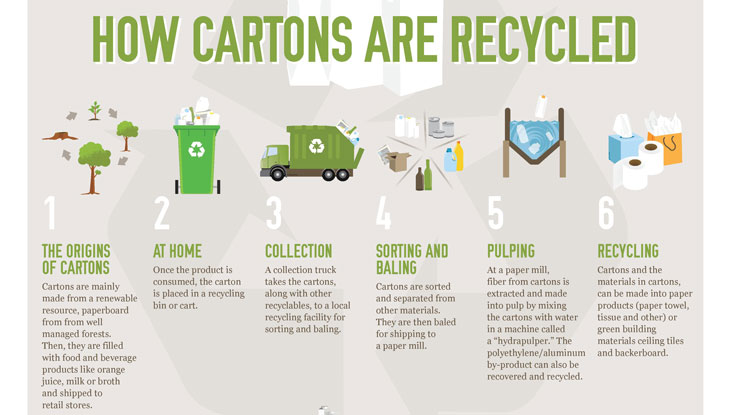 HOW CARTONS ARE RECYCLED
1
THE ORIGINS
OF CARTONS
Cartons are mainly
made from a renewable
resource, paperboard
from from well
managed forests.
Then, they are filled
with food and beverage
products like orange
juice, milk or broth
and shipped to
retail stores.
2
AT HOME
Once the product is
consumed, the carton
is placed in a recycling
bin or cart.
3
COLLECTION
A collection truck
takes the cartons,
along with other
recyclables, to a local
recycling facility for
sorting and baling.
4
SORTING AND
BALING
Cartons are sorted
and separated from
other materials.
They are then baled
for shipping to
a paper mill.
5
PULPING
At a paper mill,
fiber from cartons is
extracted and made
into pulp by mixing
the cartons with water
in a machine called
a “hydrapulper.” The
polyethylene/aluminum
by-product can also be
recovered and recycled.
6
RECYCLING
Cartons and the
materials in cartons,
can be made into paper
products (paper towel,
tissue and other) or
green building
materials ceiling tiles
and backerboard.